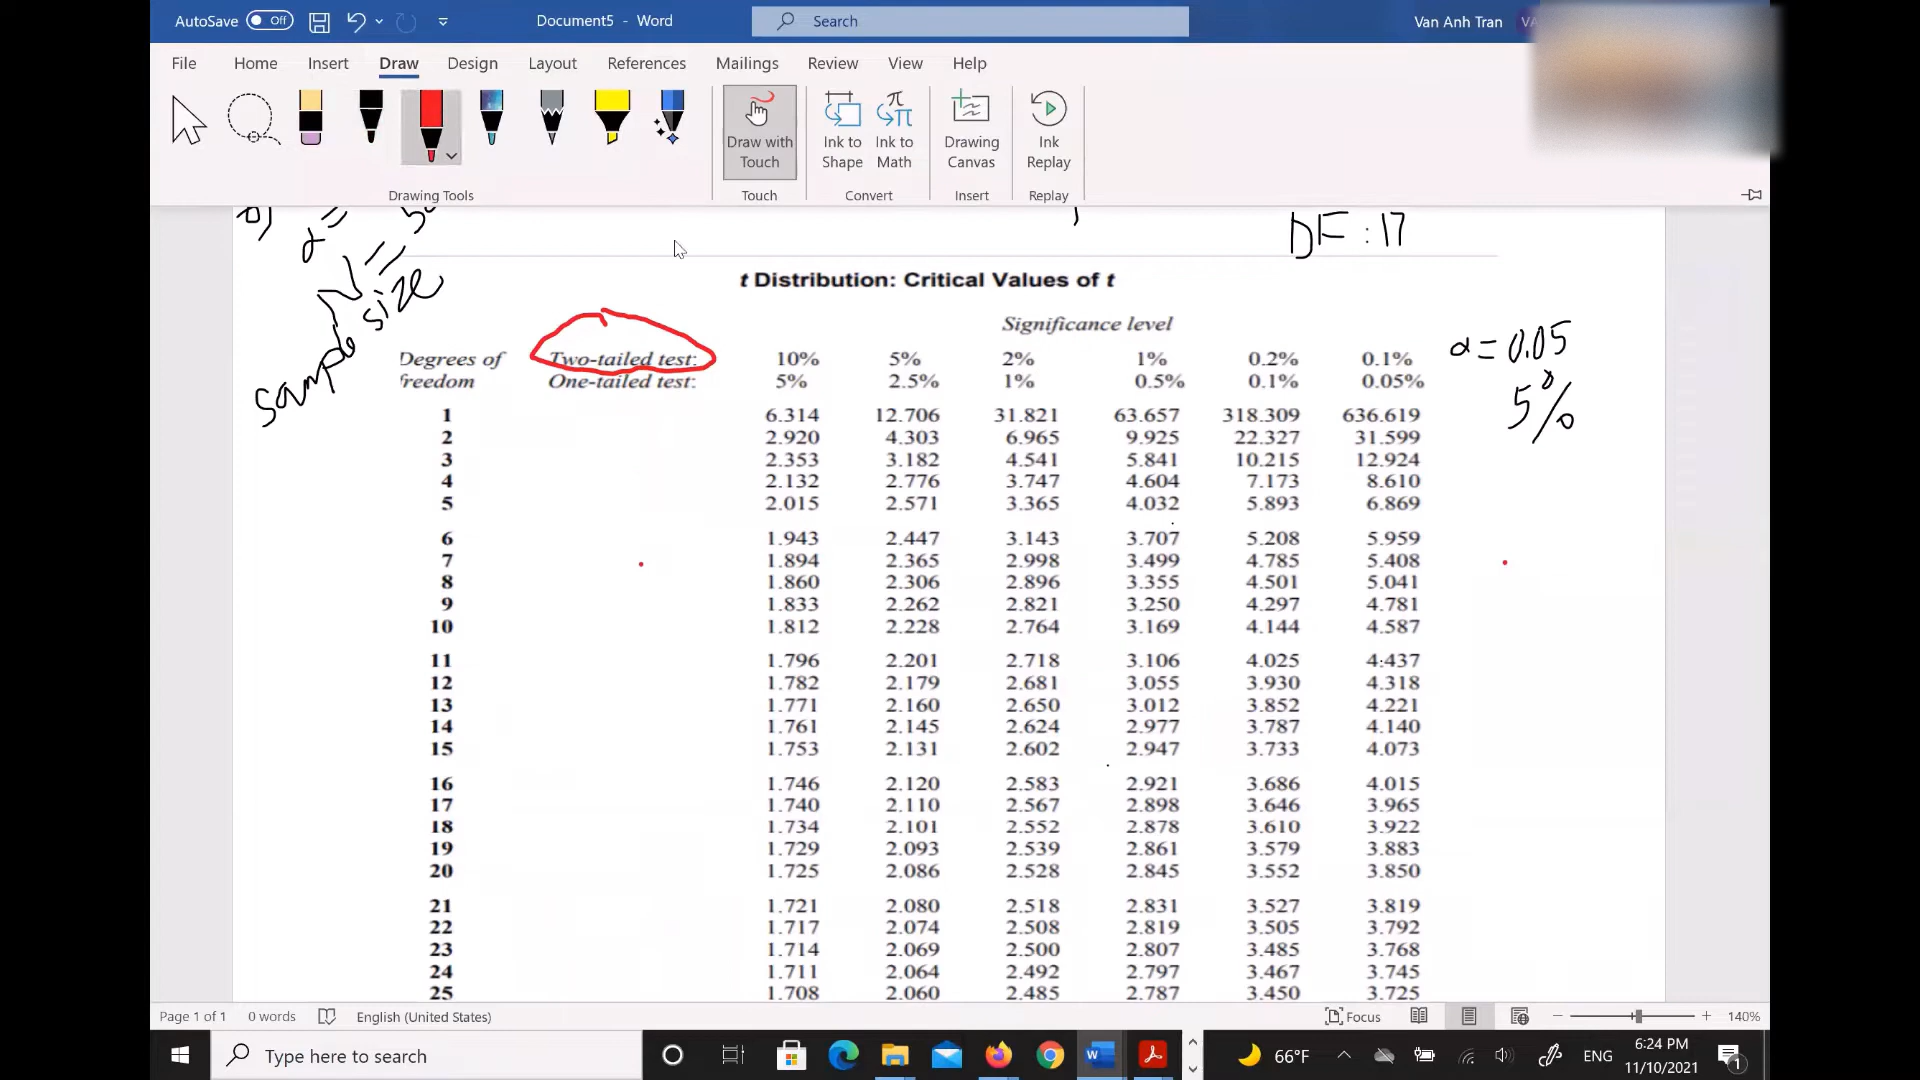 AutoSave Off Document5 - Word Search Van Anh Tran VA
File Home Insert Draw Design Layout References Mailings Review View Help
Draw with Touch
Ink to Shape
Ink to Math
Drawing Canvas
Ink Replay
Drawing Tools Touch Convert Insert Replay
DF : 17
N =
sample size
t Distribution: Critical Values of t
Significance level
Degrees of Two-tailed test: 10% 5% 2% 1% 0.2% 0.1%
freedom One-tailed test: 5% 2.5% 1% 0.5% 0.1% 0.05%
α = 0.05
5%
1 6.314 12.706 31.821 63.657 318.309 636.619
2 2.920 4.303 6.965 9.925 22.327 31.599
3 2.353 3.182 4.541 5.841 10.215 12.924
4 2.132 2.776 3.747 4.604 7.173 8.610
5 2.015 2.571 3.365 4.032 5.893 6.869
6 1.943 2.447 3.143 3.707 5.208 5.959
7 1.894 2.365 2.998 3.499 4.785 5.408
8 1.860 2.306 2.896 3.355 4.501 5.041
9 1.833 2.262 2.821 3.250 4.297 4.781
10 1.812 2.228 2.764 3.169 4.144 4.587
11 1.796 2.201 2.718 3.106 4.025 4.437
12 1.782 2.179 2.681 3.055 3.930 4.318
13 1.771 2.160 2.650 3.012 3.852 4.221
14 1.761 2.145 2.624 2.977 3.787 4.140
15 1.753 2.131 2.602 2.947 3.733 4.073
16 1.746 2.120 2.583 2.921 3.686 4.015
17 1.740 2.110 2.567 2.898 3.646 3.965
18 1.734 2.101 2.552 2.878 3.610 3.922
19 1.729 2.093 2.539 2.861 3.579 3.883
20 1.725 2.086 2.528 2.845 3.552 3.850
21 1.721 2.080 2.518 2.831 3.527 3.819
22 1.717 2.074 2.508 2.819 3.505 3.792
23 1.714 2.069 2.500 2.807 3.485 3.768
24 1.711 2.064 2.492 2.797 3.467 3.745
25 1.708 2.060 2.485 2.787 3.450 3.725
Page 1 of 1 0 words English (United States) Focus 140%
Type here to search 66°F ENG 6:24 PM
11/10/2021 1